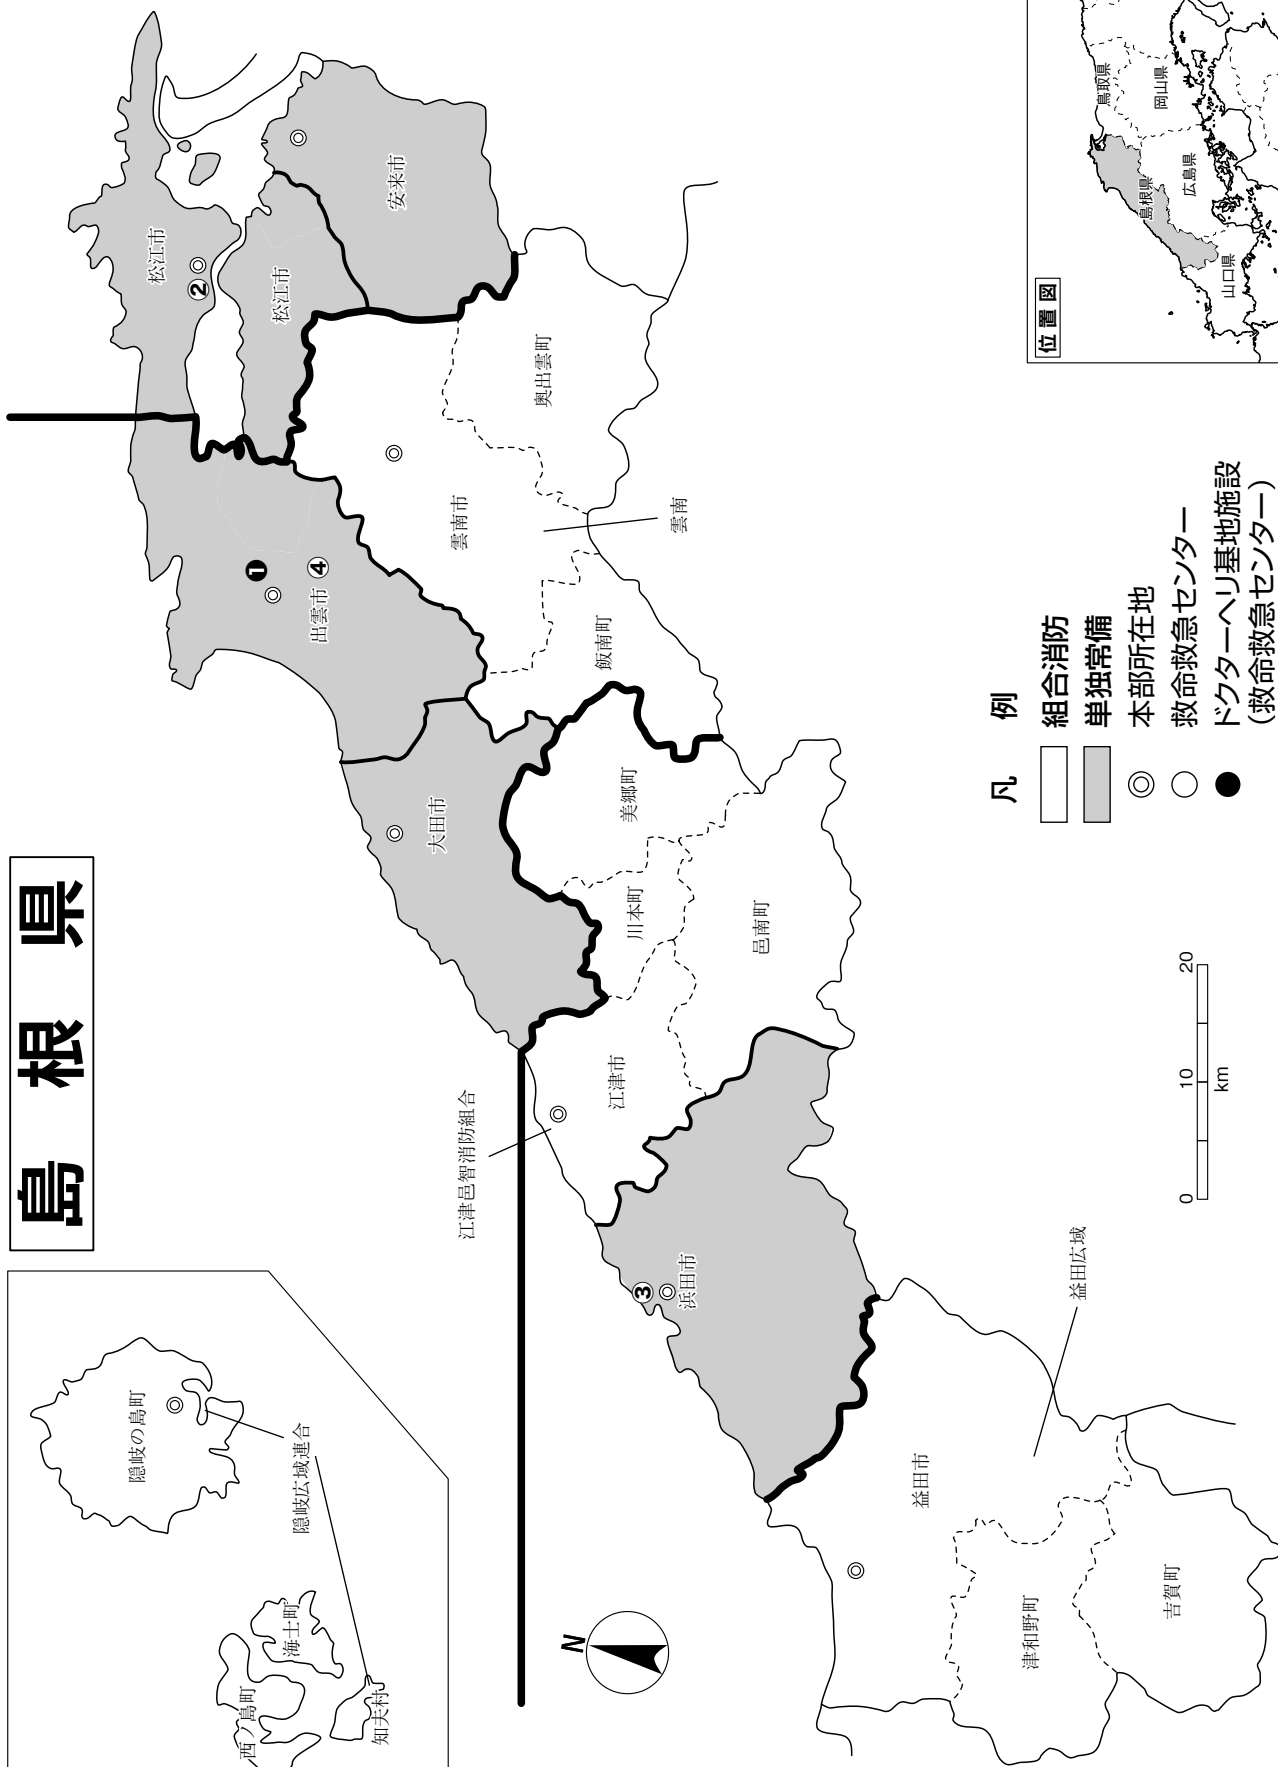 島根県
隠岐の島町
隠岐広域連合
海士町
西ノ島町
知夫村
N
松江市
②
松江市
安来市
❶
出雲市
④
雲南市
奥出雲町
雲南
飯南町
大田市
美郷町
川本町
邑南町
江津市
江津邑智消防組合
③
浜田市
益田広域
益田市
津和野町
吉賀町
凡 例
組合消防
単独常備
本部所在地
救命救急センター
ドクターヘリ基地施設
(救命救急センター)
0 10 20
km
位置図
鳥取県
岡山県
島根県
広島県
山口県